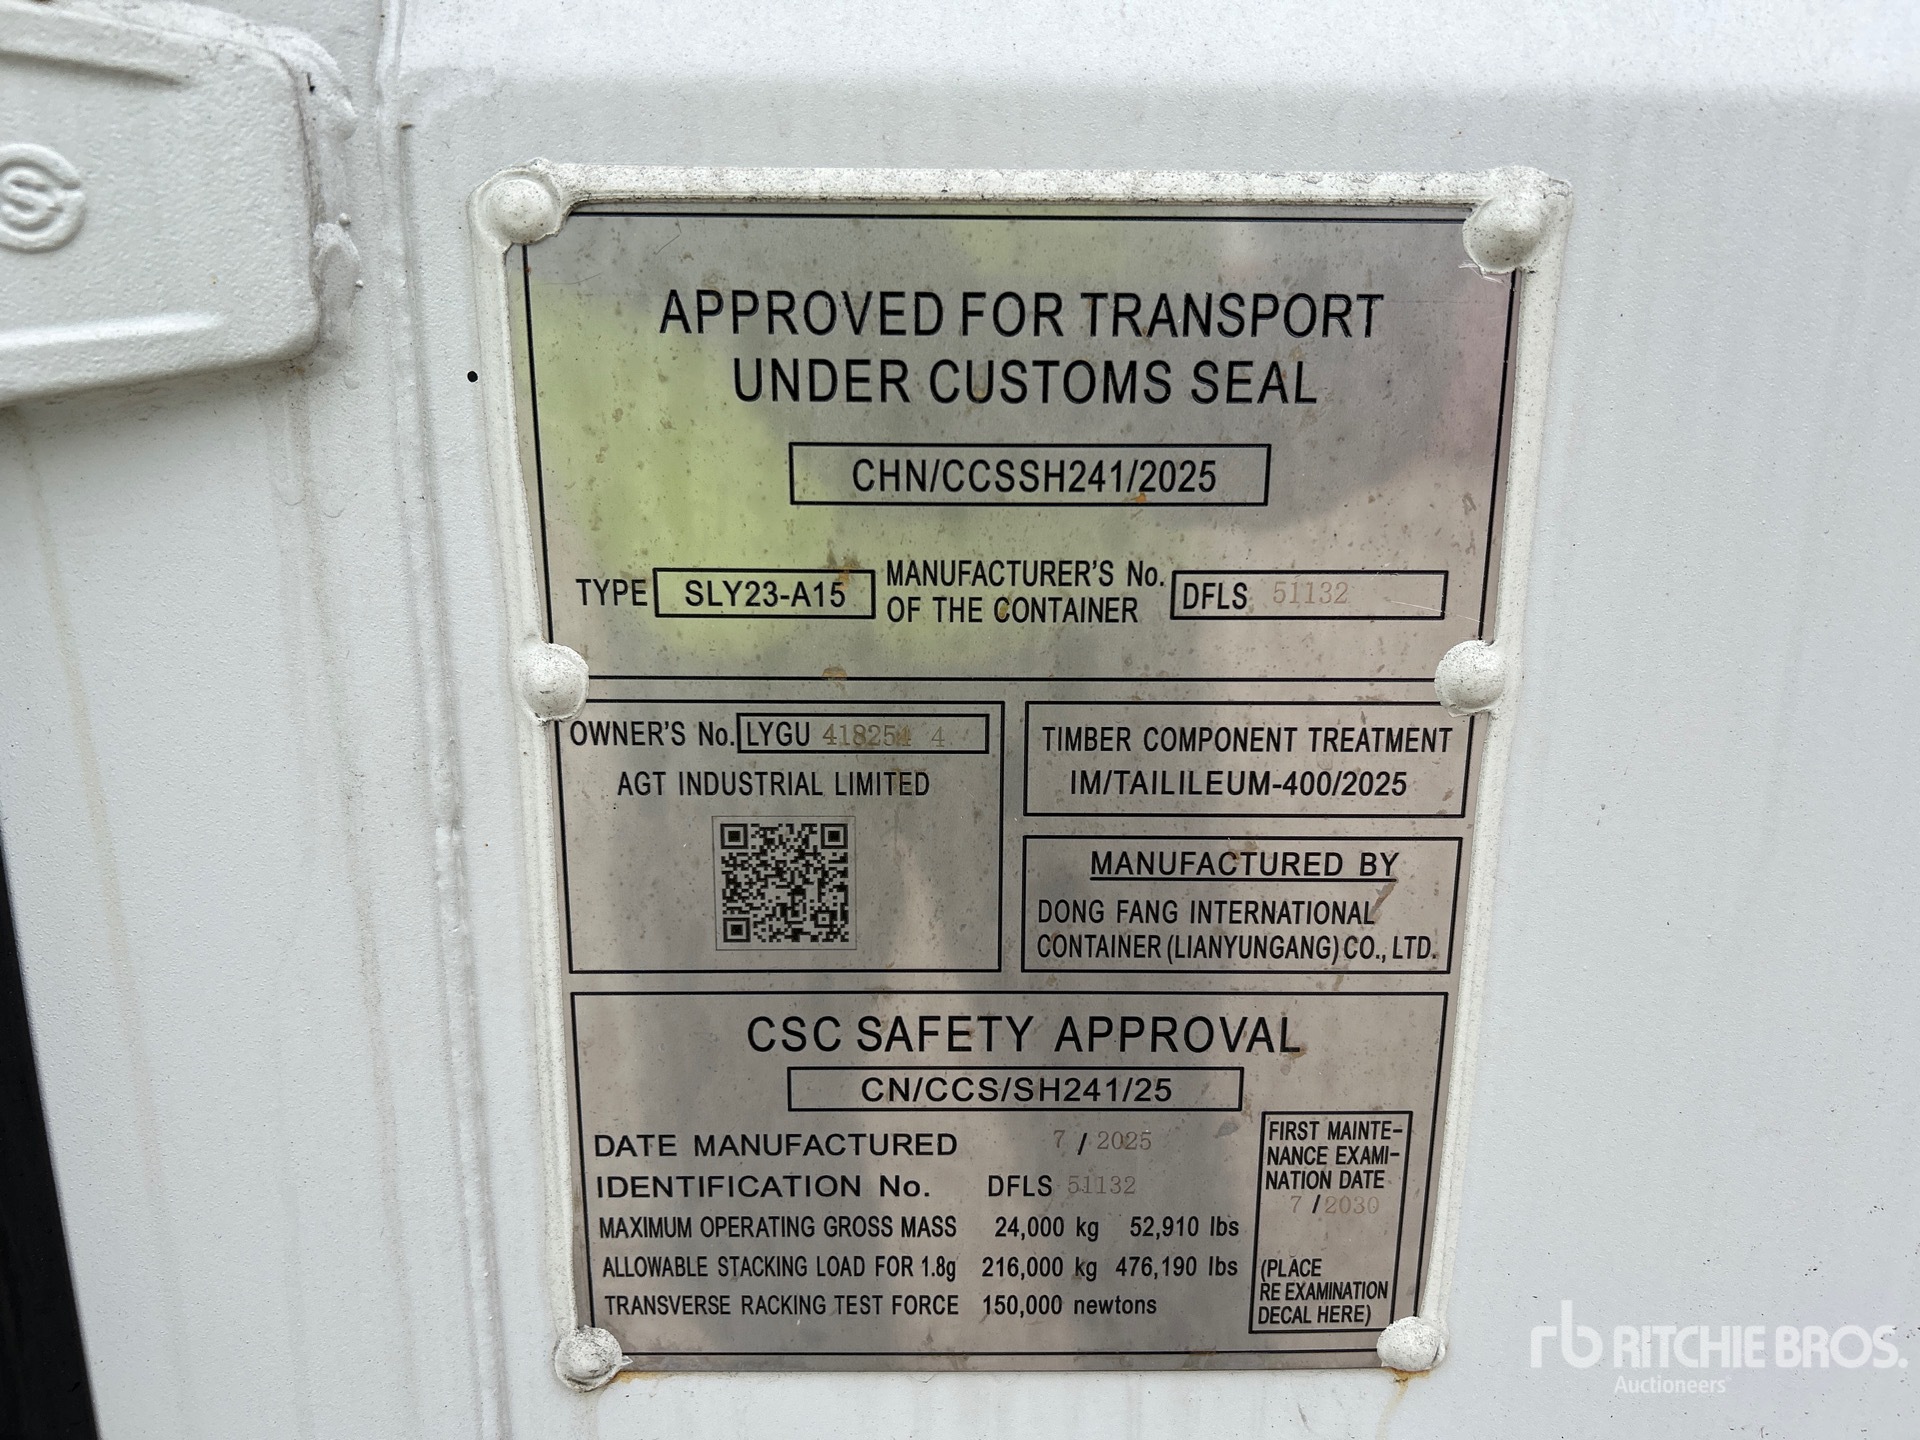 S
APPROVED FOR TRANSPORT
UNDER CUSTOMS SEAL
CHN/CCSSH241/2025
TYPE SLY23-A15 MANUFACTURER'S No. OF THE CONTAINER DFLS 51132
OWNER'S No. LYGU 418254 4
AGT INDUSTRIAL LIMITED
TIMBER COMPONENT TREATMENT
IM/TAILILEUM-400/2025
MANUFACTURED BY
DONG FANG INTERNATIONAL
CONTAINER (LIANYUNGANG) CO., LTD.
CSC SAFETY APPROVAL
CN/CCS/SH241/25
DATE MANUFACTURED 7 / 2025
IDENTIFICATION No. DFLS 51132
MAXIMUM OPERATING GROSS MASS 24,000 kg 52,910 lbs
ALLOWABLE STACKING LOAD FOR 1.8g 216,000 kg 476,190 lbs
TRANSVERSE RACKING TEST FORCE 150,000 newtons
FIRST MAINTE-
NANCE EXAMI-
NATION DATE
7 / 2030
(PLACE
RE EXAMINATION
DECAL HERE)
rb RITCHIE BROS.
Auctioneers